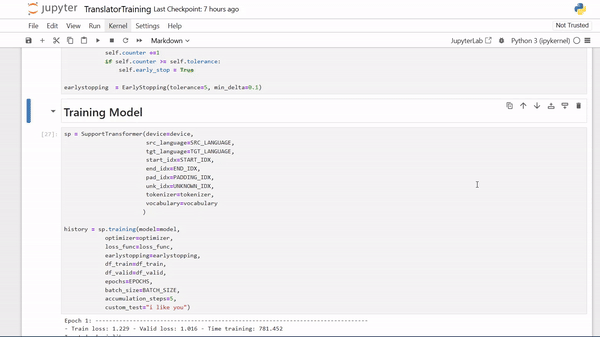 jupyter TranslatorTraining Last Checkpoint: 7 hours ago
File Edit View Run Kernel Settings Help Not Trusted
Markdown JupyterLab Python 3 (ipykernel)
self.counter +=1
if self.counter >= self.tolerance:
self.early_stop = True
earlystopping = EarlyStopping(tolerance=5, min_delta=0.1)
Training Model
[27]: sp = SupportTransformer(device=device,
src_language=SRC_LANGUAGE,
tgt_language=TGT_LANGUAGE,
start_idx=START_IDX,
end_idx=END_IDX,
pad_idx=PADDING_IDX,
unk_idx=UNKNOWN_IDX,
tokenizer=tokenizer,
vocabulary=vocabulary
)
history = sp.training(model=model,
optimizer=optimizer,
loss_func=loss_func,
earlystopping=earlystopping,
df_train=df_train,
df_valid=df_valid,
epochs=EPOCHS,
batch_size=BATCH_SIZE,
accumulation_steps=5,
custom_test="i like you")
Epoch 1: --------------------------------------------------------------------------------
- Train loss: 1.229 - Valid loss: 1.016 - Time training: 781.452